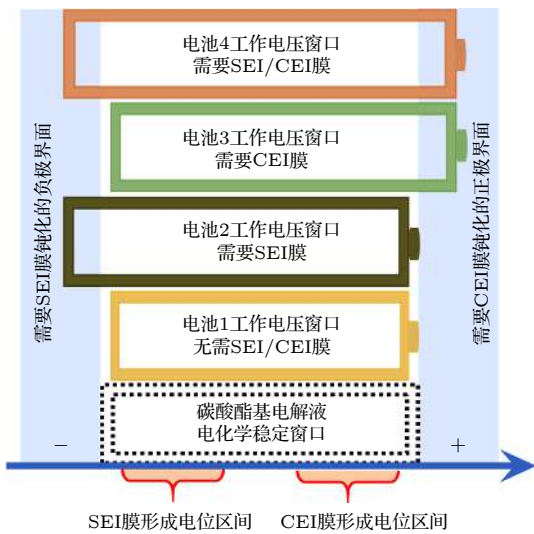 电池4工作电压窗口
需要SEI/CEI膜
电池3工作电压窗口
需要CEI膜
电池2工作电压窗口
需要SEI膜
电池1工作电压窗口
无需SEI/CEI膜
碳酸酯基电解液
电化学稳定窗口
需要SEI膜钝化的负极界面
需要CEI膜钝化的正极界面
−
+
SEI膜形成电位区间
CEI膜形成电位区间